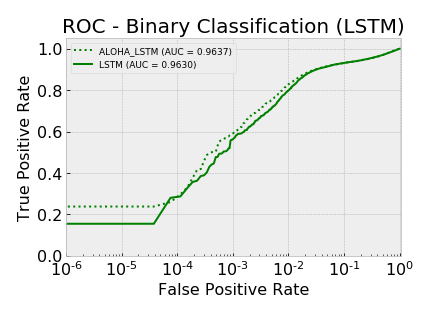 ROC - Binary Classification (LSTM)
ALOHA_LSTM (AUC = 0.9637)
LSTM (AUC = 0.9630)
True Positive Rate
1.0
0.8
0.6
0.4
0.2
0.0
10⁻⁶ 10⁻⁵ 10⁻⁴ 10⁻³ 10⁻² 10⁻¹ 10⁰
False Positive Rate